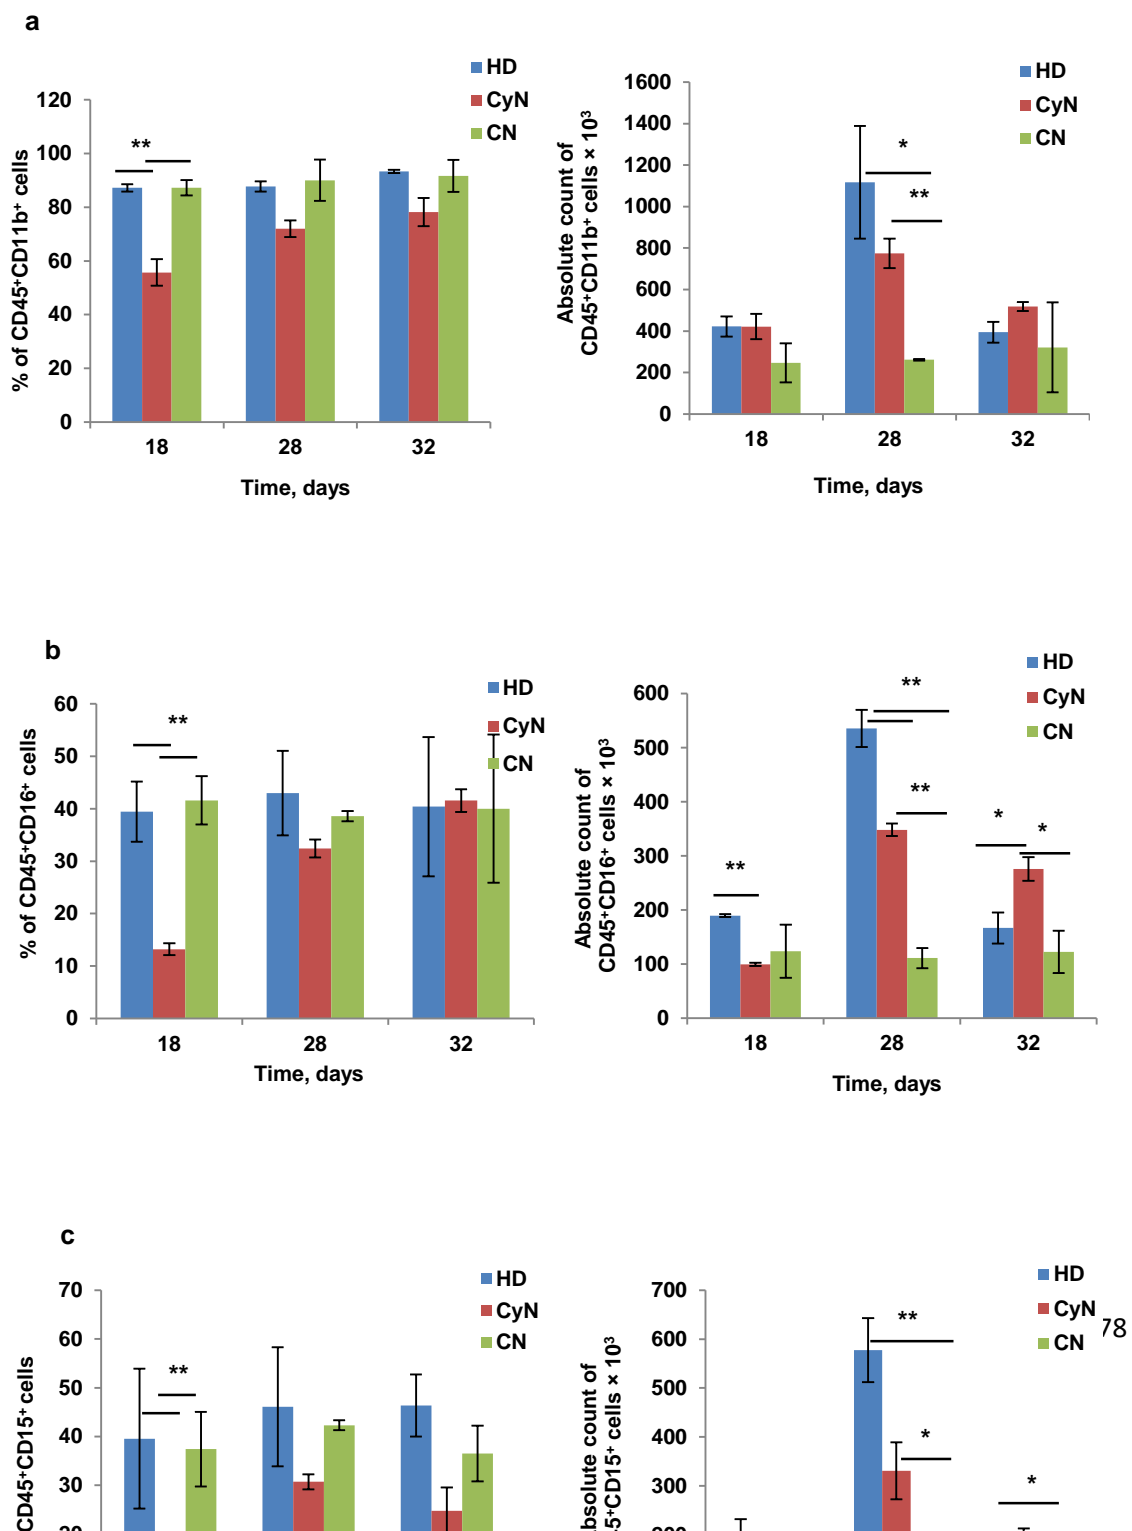 a
HD
CyN
CN
120
100
80
60
40
20
0
**
% of CD45+CD11b+ cells
18 28 32
Time, days
HD
CyN
CN
1600
1400
1200
1000
800
600
400
200
0
*
**
Absolute count of
CD45+CD11b+ cells × 10³
18 28 32
Time, days
b
HD
CyN
CN
60
50
40
30
20
10
0
**
% of CD45+CD16+ cells
18 28 32
Time, days
HD
CyN
CN
600
500
400
300
200
100
0
**
**
**
*
*
Absolute count of
CD45+CD16+ cells × 10³
18 28 32
Time, days
c
HD
CyN
CN
70
60
50
40
30
**
CD45+CD15+ cells
HD
CyN
CN
700
600
500
400
300
**
*
*
bsolute count of
5+CD15+ cells × 10³
78